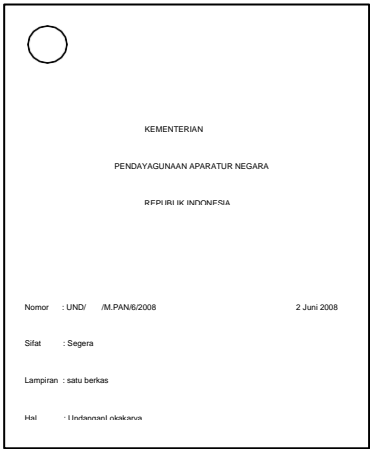 KEMENTERIAN
PENDAYAGUNAAN APARATUR NEGARA
REPUBLIK INDONESIA
Nomor : UND/ /M.PAN/6/2008 2 Juni 2008
Sifat : Segera
Lampiran : satu berkas
Hal : UndanganLokakarya